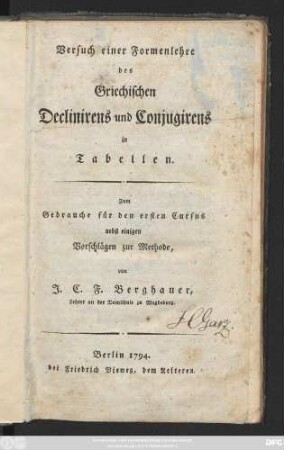 Versuch einer Formenlehre
des
Griechischen
Declinirens und Conjugirens
in
Tabellen.
Zum
Gebrauche für den ersten Cursus
nebst einigen
Vorschlägen zur Methode,
von
J. C. F. Berghauer,
Lehrer an der Domschule zu Magdeburg.
Berlin 1794.
bei Friedrich Vieweg, dem Aelteren.